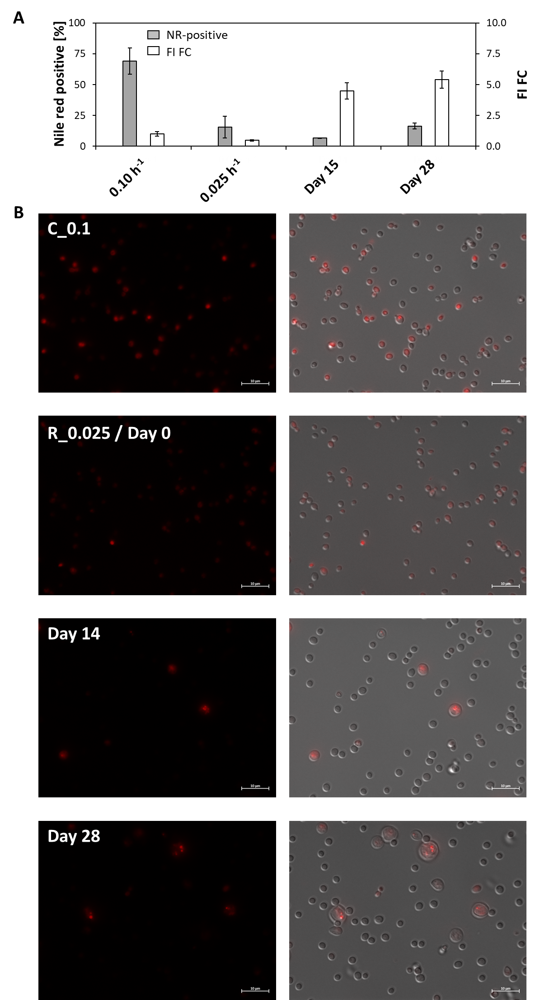 A
Nile red positive [%]
100
75
50
25
0
NR-positive
FI FC
10.0
7.5
5.0
2.5
0.0
FI FC
0.10 h-1
0.025 h-1
Day 15
Day 28
B
C_0.1
10 µm
10 µm
R_0.025 / Day 0
10 µm
10 µm
Day 14
10 µm
10 µm
Day 28
10 µm
10 µm